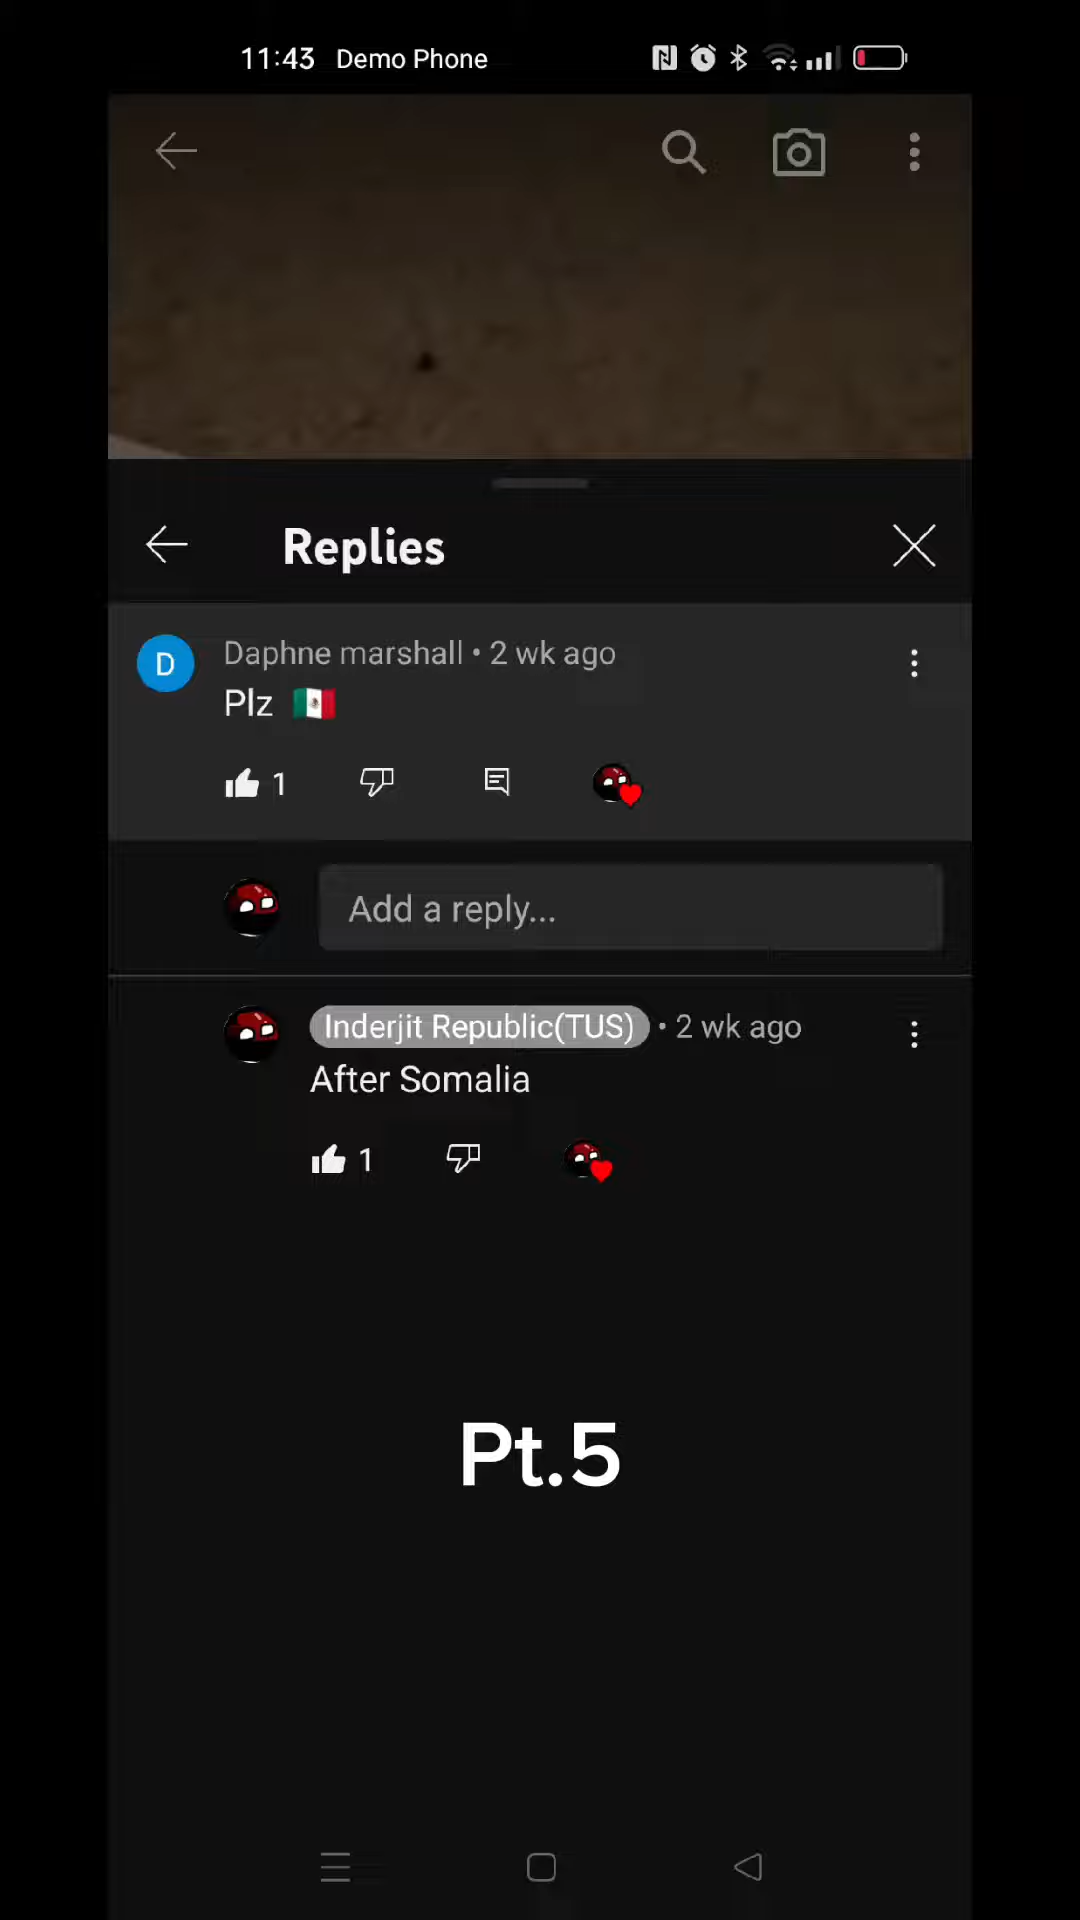 11:43 Demo Phone
Replies
D
Daphne marshall • 2 wk ago
Plz 🇲🇽
1
Add a reply...
Inderjit Republic(TUS) • 2 wk ago
After Somalia
1
Pt.5